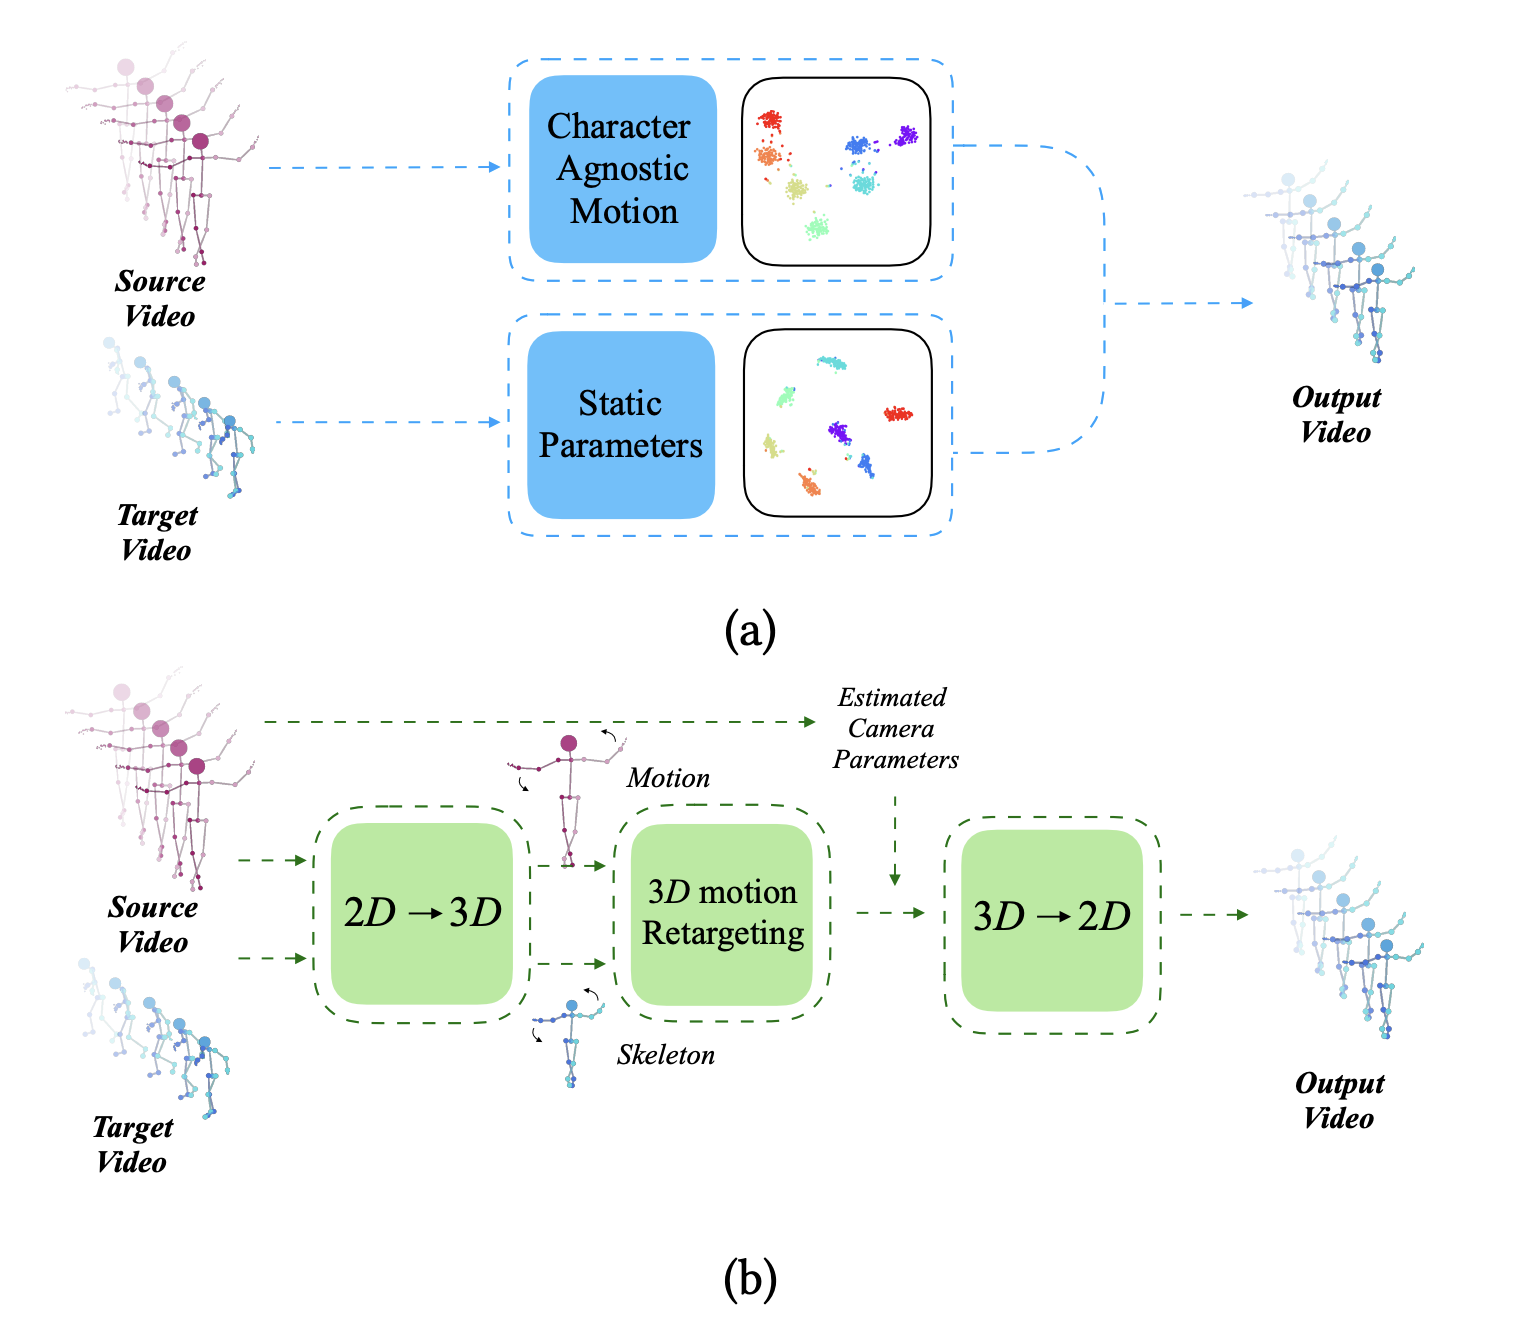 Source
Video
Character
Agnostic
Motion
Target
Video
Static
Parameters
Output
Video
(a)
Source
Video
Estimated
Camera
Parameters
Motion
2D → 3D
3D motion
Retargeting
3D → 2D
Skeleton
Target
Video
Output
Video
(b)